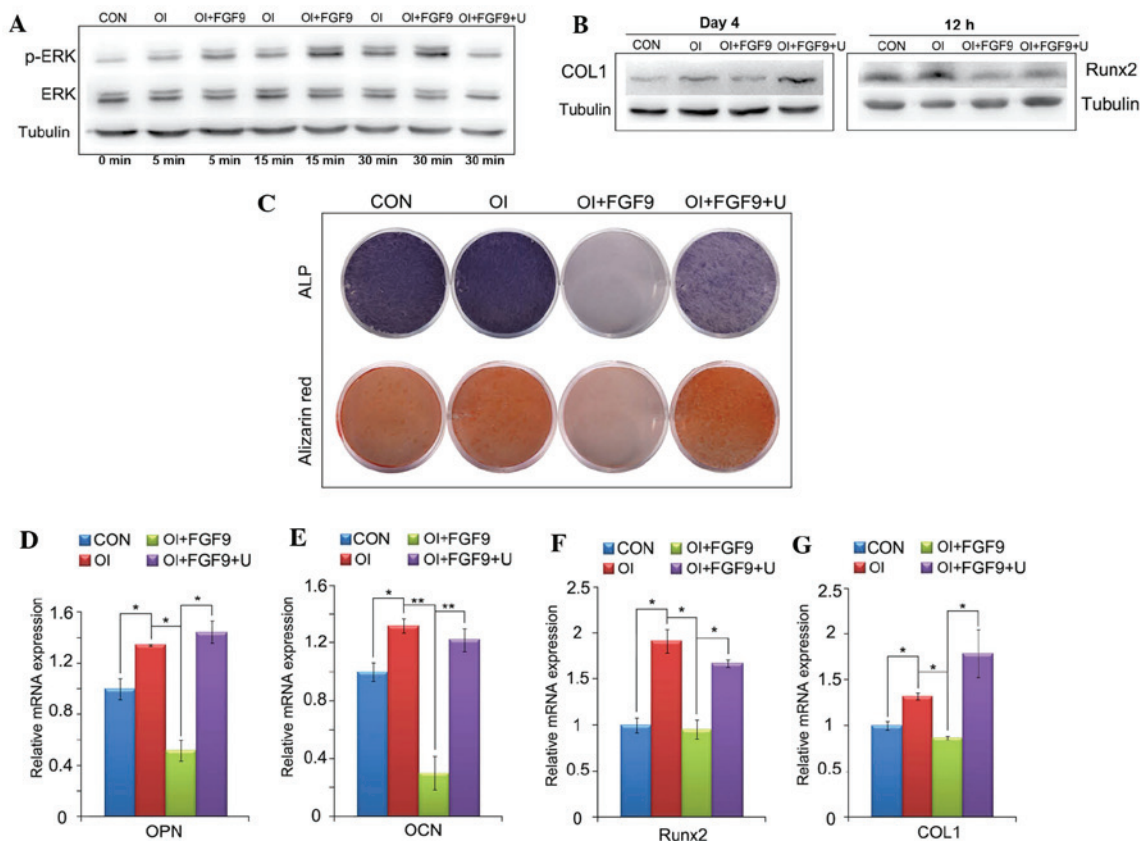 A
CON OI OI+FGF9 OI OI+FGF9 OI OI+FGF9 OI+FGF9+U
p-ERK
ERK
Tubulin
0 min 5 min 5 min 15 min 15 min 30 min 30 min 30 min
B
Day 4 12 h
CON OI OI+FGF9 OI+FGF9+U CON OI OI+FGF9 OI+FGF9+U
COL1 Runx2
Tubulin Tubulin
C
CON OI OI+FGF9 OI+FGF9+U
ALP
Alizarin red
D
CON OI+FGF9
OI OI+FGF9+U
Relative mRNA expression
1.6
1.2
0.8
0.4
0
* * *
OPN
E
CON OI+FGF9
OI OI+FGF9+U
Relative mRNA expression
1.6
1.2
0.8
0.4
0
* ** **
OCN
F
CON OI+FGF9
OI OI+FGF9+U
Relative mRNA expression
2.5
2
1.5
1
0.5
0
* * *
Runx2
G
CON OI+FGF9
OI OI+FGF9+U
Relative mRNA expression
2.5
2
1.5
1
0.5
0
* * *
COL1